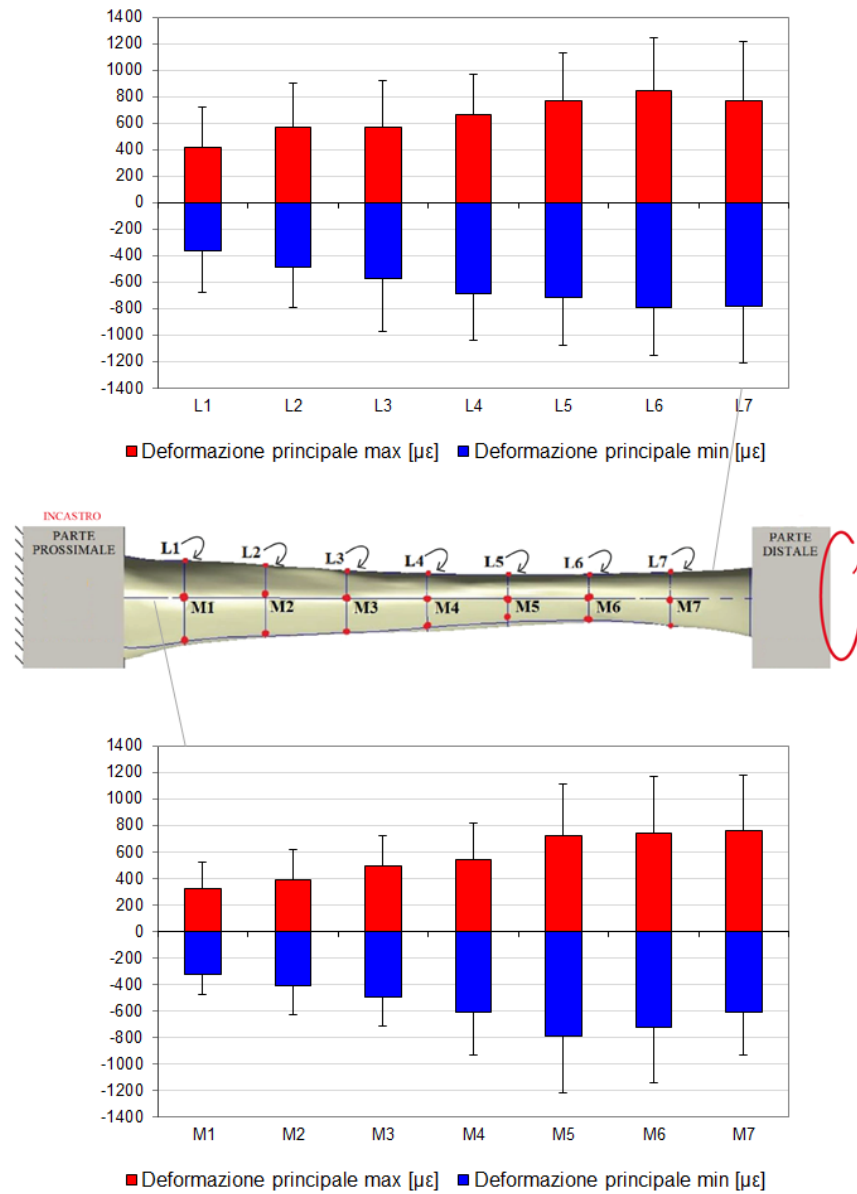 1400
1200
1000
800
600
400
200
0
-200
-400
-600
-800
-1000
-1200
-1400
L1 L2 L3 L4 L5 L6 L7
Deformazione principale max [µε] Deformazione principale min [µε]
INCASTRO
PARTE
PROSSIMALE
PARTE
DISTALE
L1 L2 L3 L4 L5 L6 L7
M1 M2 M3 M4 M5 M6 M7
1400
1200
1000
800
600
400
200
0
-200
-400
-600
-800
-1000
-1200
-1400
M1 M2 M3 M4 M5 M6 M7
Deformazione principale max [µε] Deformazione principale min [µε]